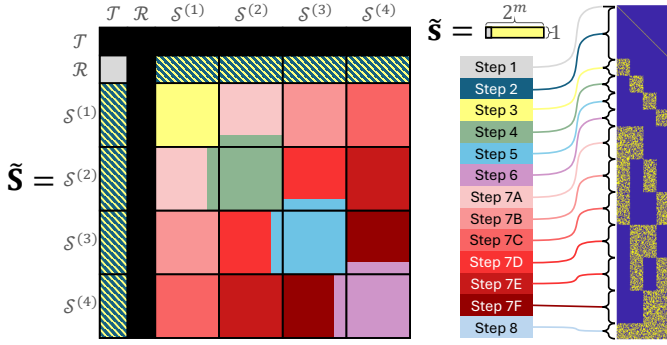 𝒯 ℛ 𝒮⁽¹⁾ 𝒮⁽²⁾ 𝒮⁽³⁾ 𝒮⁽⁴⁾
𝒯
ℛ
𝒮⁽¹⁾
𝒮⁽²⁾
𝒮⁽³⁾
𝒮⁽⁴⁾
S̃ =
s̃ =
2ᵐ
1
Step 1
Step 2
Step 3
Step 4
Step 5
Step 6
Step 7A
Step 7B
Step 7C
Step 7D
Step 7E
Step 7F
Step 8